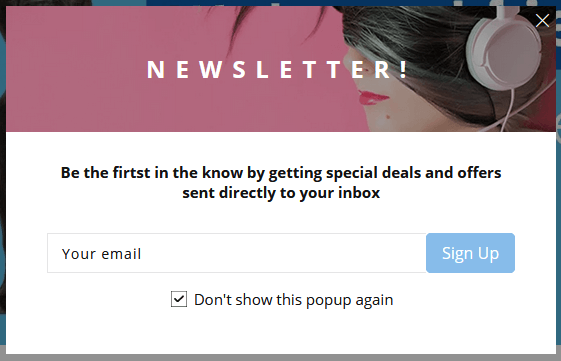 NEWSLETTER!
Be the firtst in the know by getting special deals and offers
sent directly to your inbox
Your email
Sign Up
Don't show this popup again